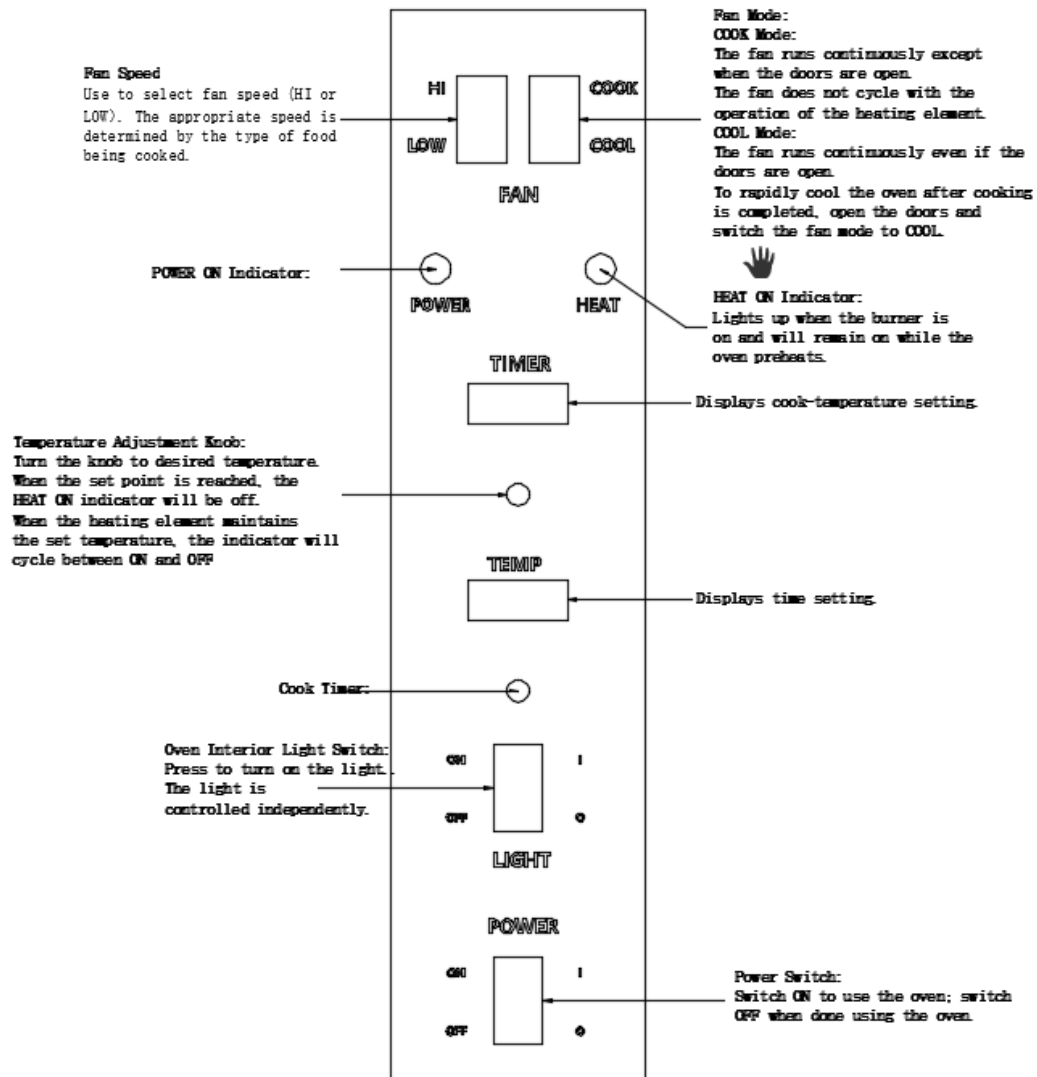 Fan Mode:
COOK Mode:
The fan runs continuously except
when the doors are open.
The fan does not cycle with the
operation of the heating element.
COOL Mode:
The fan runs continuously even if the
doors are open.
To rapidly cool the oven after cooking
is completed, open the doors and
switch the fan mode to COOL.
Fan Speed
Use to select fan speed (HI or
LOW). The appropriate speed is
determined by the type of food
being cooked.
HI
COOK
LOW
COOL
FAN
POWER ON Indicator:
POWER
HEAT
HEAT ON Indicator:
Lights up when the burner is
on and will remain on while the
oven preheats.
TIMER
Displays cook-temperature setting.
Temperature Adjustment Knob:
Turn the knob to desired temperature.
When the set point is reached, the
HEAT ON indicator will be off.
When the heating element maintains
the set temperature, the indicator will
cycle between ON and OFF
TEMP
Displays time setting.
Cook Timer:
Oven Interior Light Switch:
Press to turn on the light.
The light is
controlled independently.
ON
I
OFF
O
LIGHT
POWER
ON
I
OFF
O
Power Switch:
Switch ON to use the oven; switch
OFF when done using the oven.